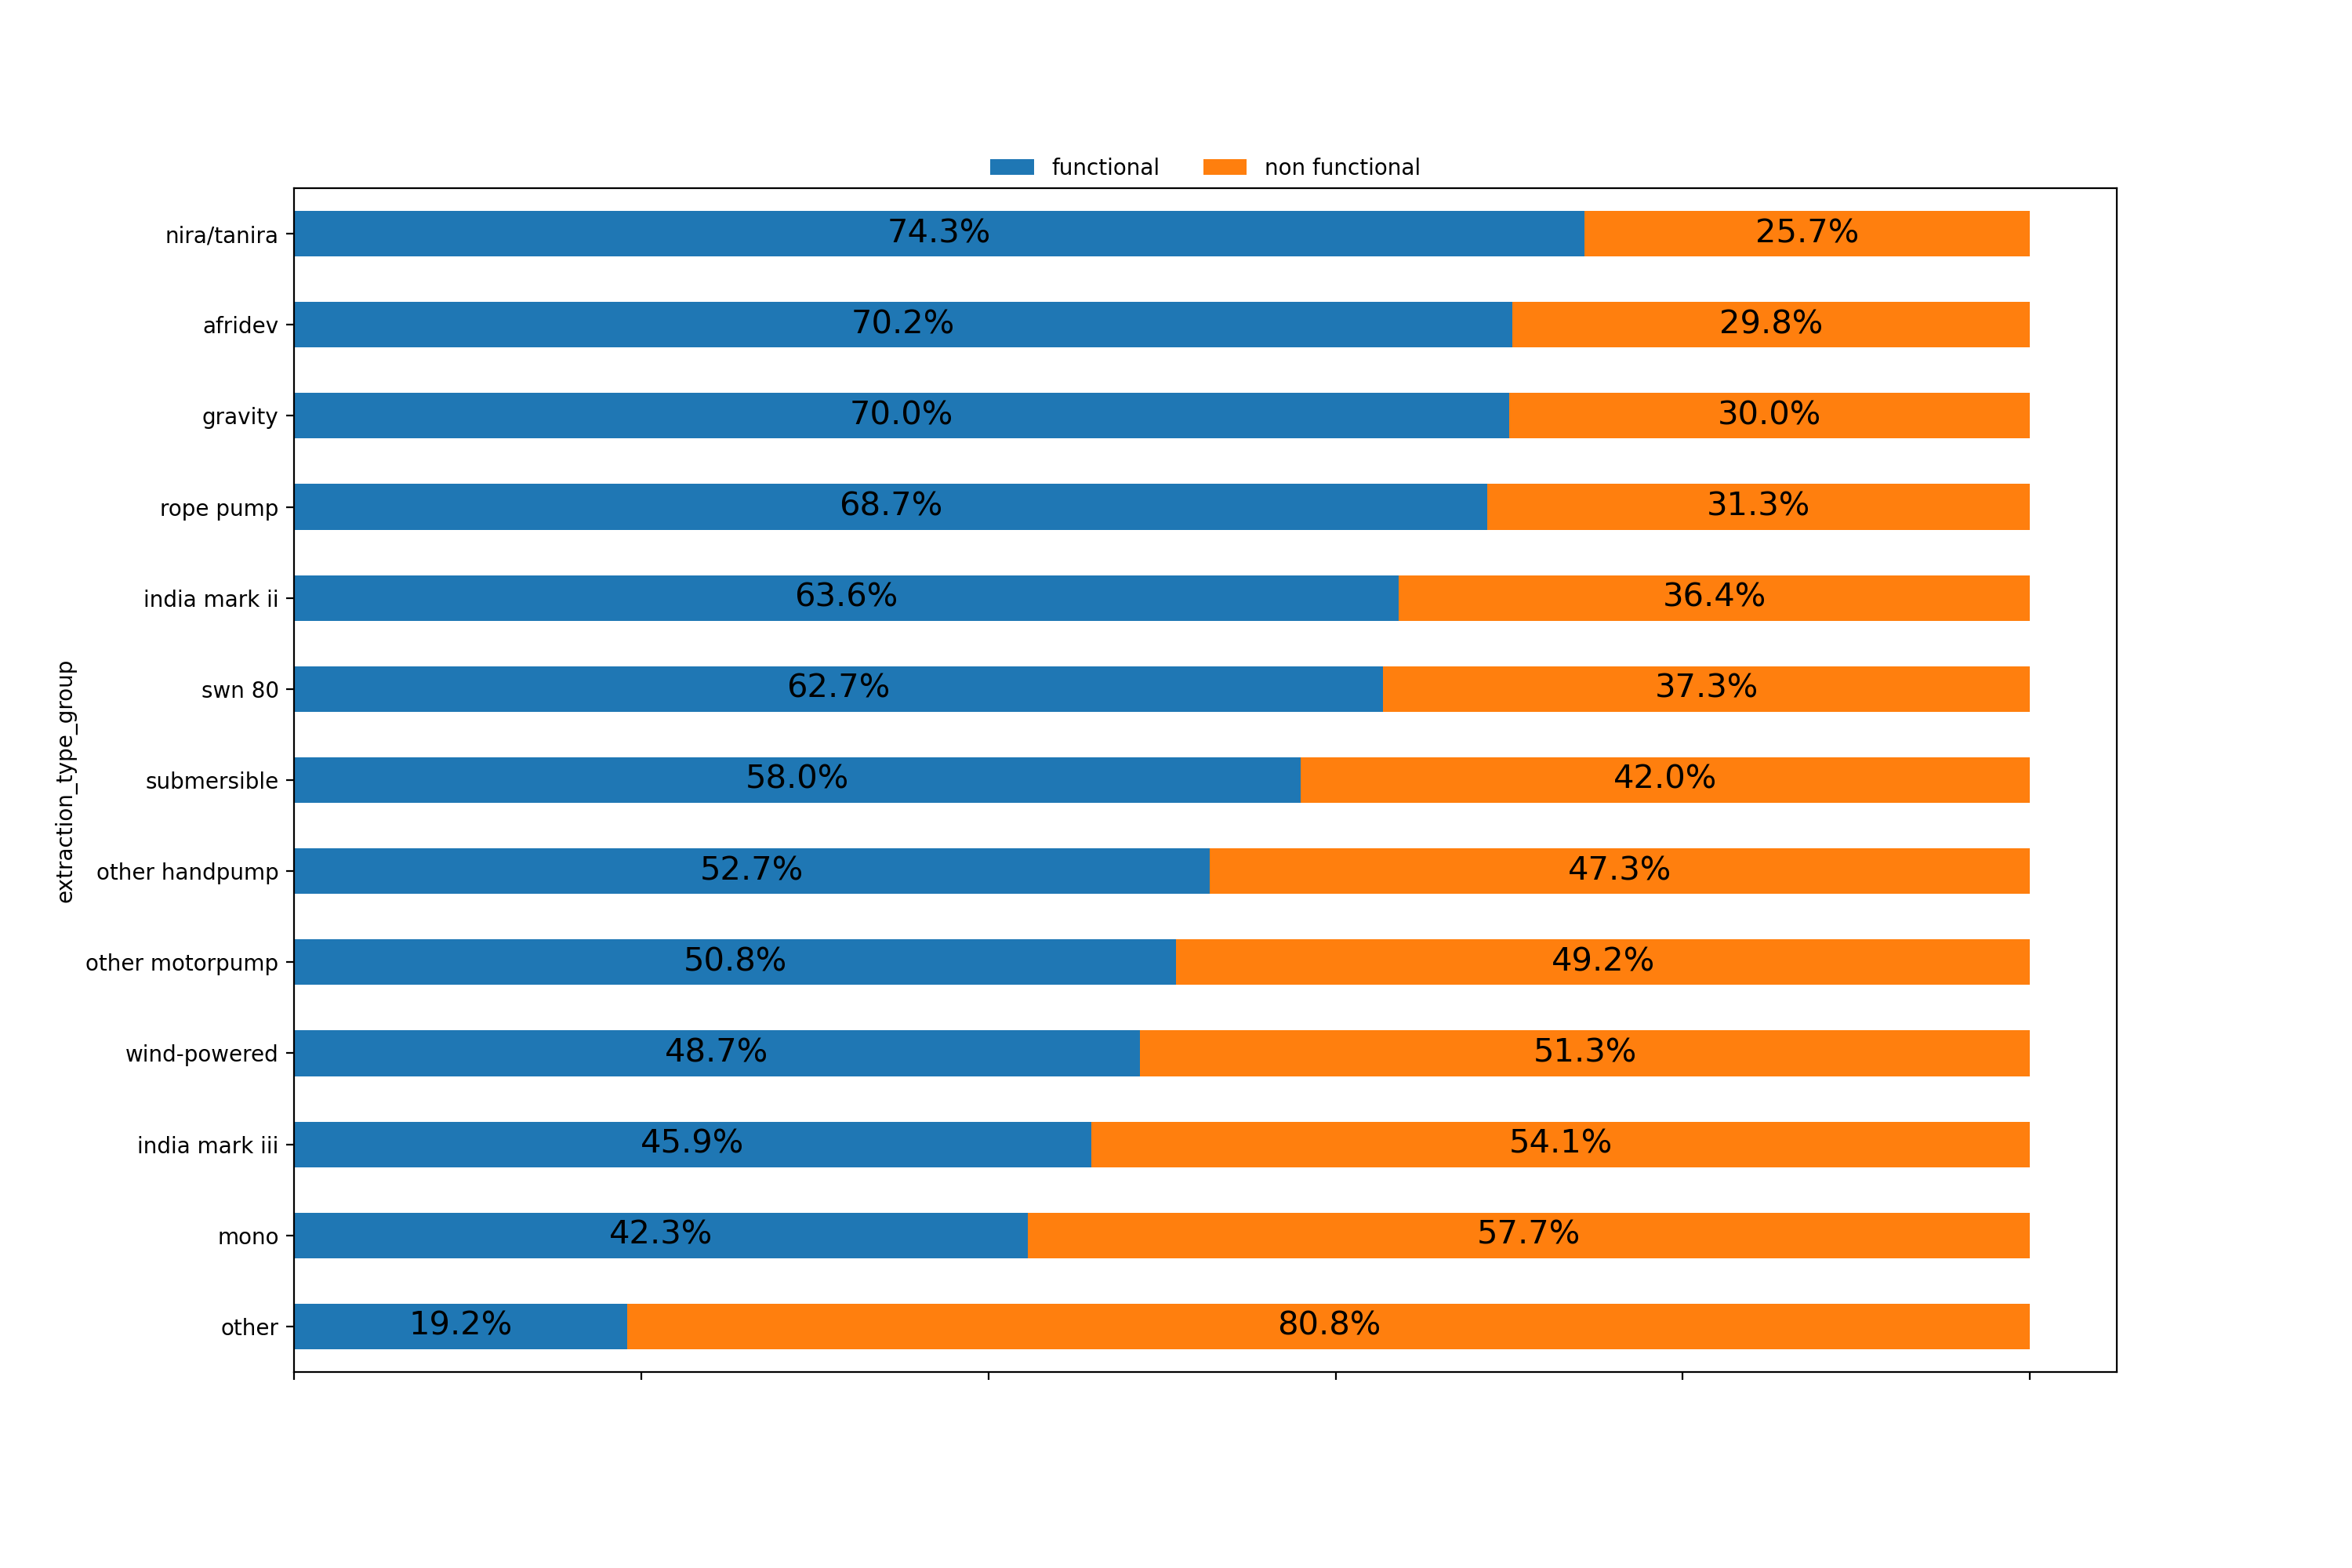 functional non functional
nira/tanira 74.3% 25.7%
afridev 70.2% 29.8%
gravity 70.0% 30.0%
rope pump 68.7% 31.3%
india mark ii 63.6% 36.4%
swn 80 62.7% 37.3%
submersible 58.0% 42.0%
other handpump 52.7% 47.3%
other motorpump 50.8% 49.2%
wind-powered 48.7% 51.3%
india mark iii 45.9% 54.1%
mono 42.3% 57.7%
other 19.2% 80.8%
extraction_type_group